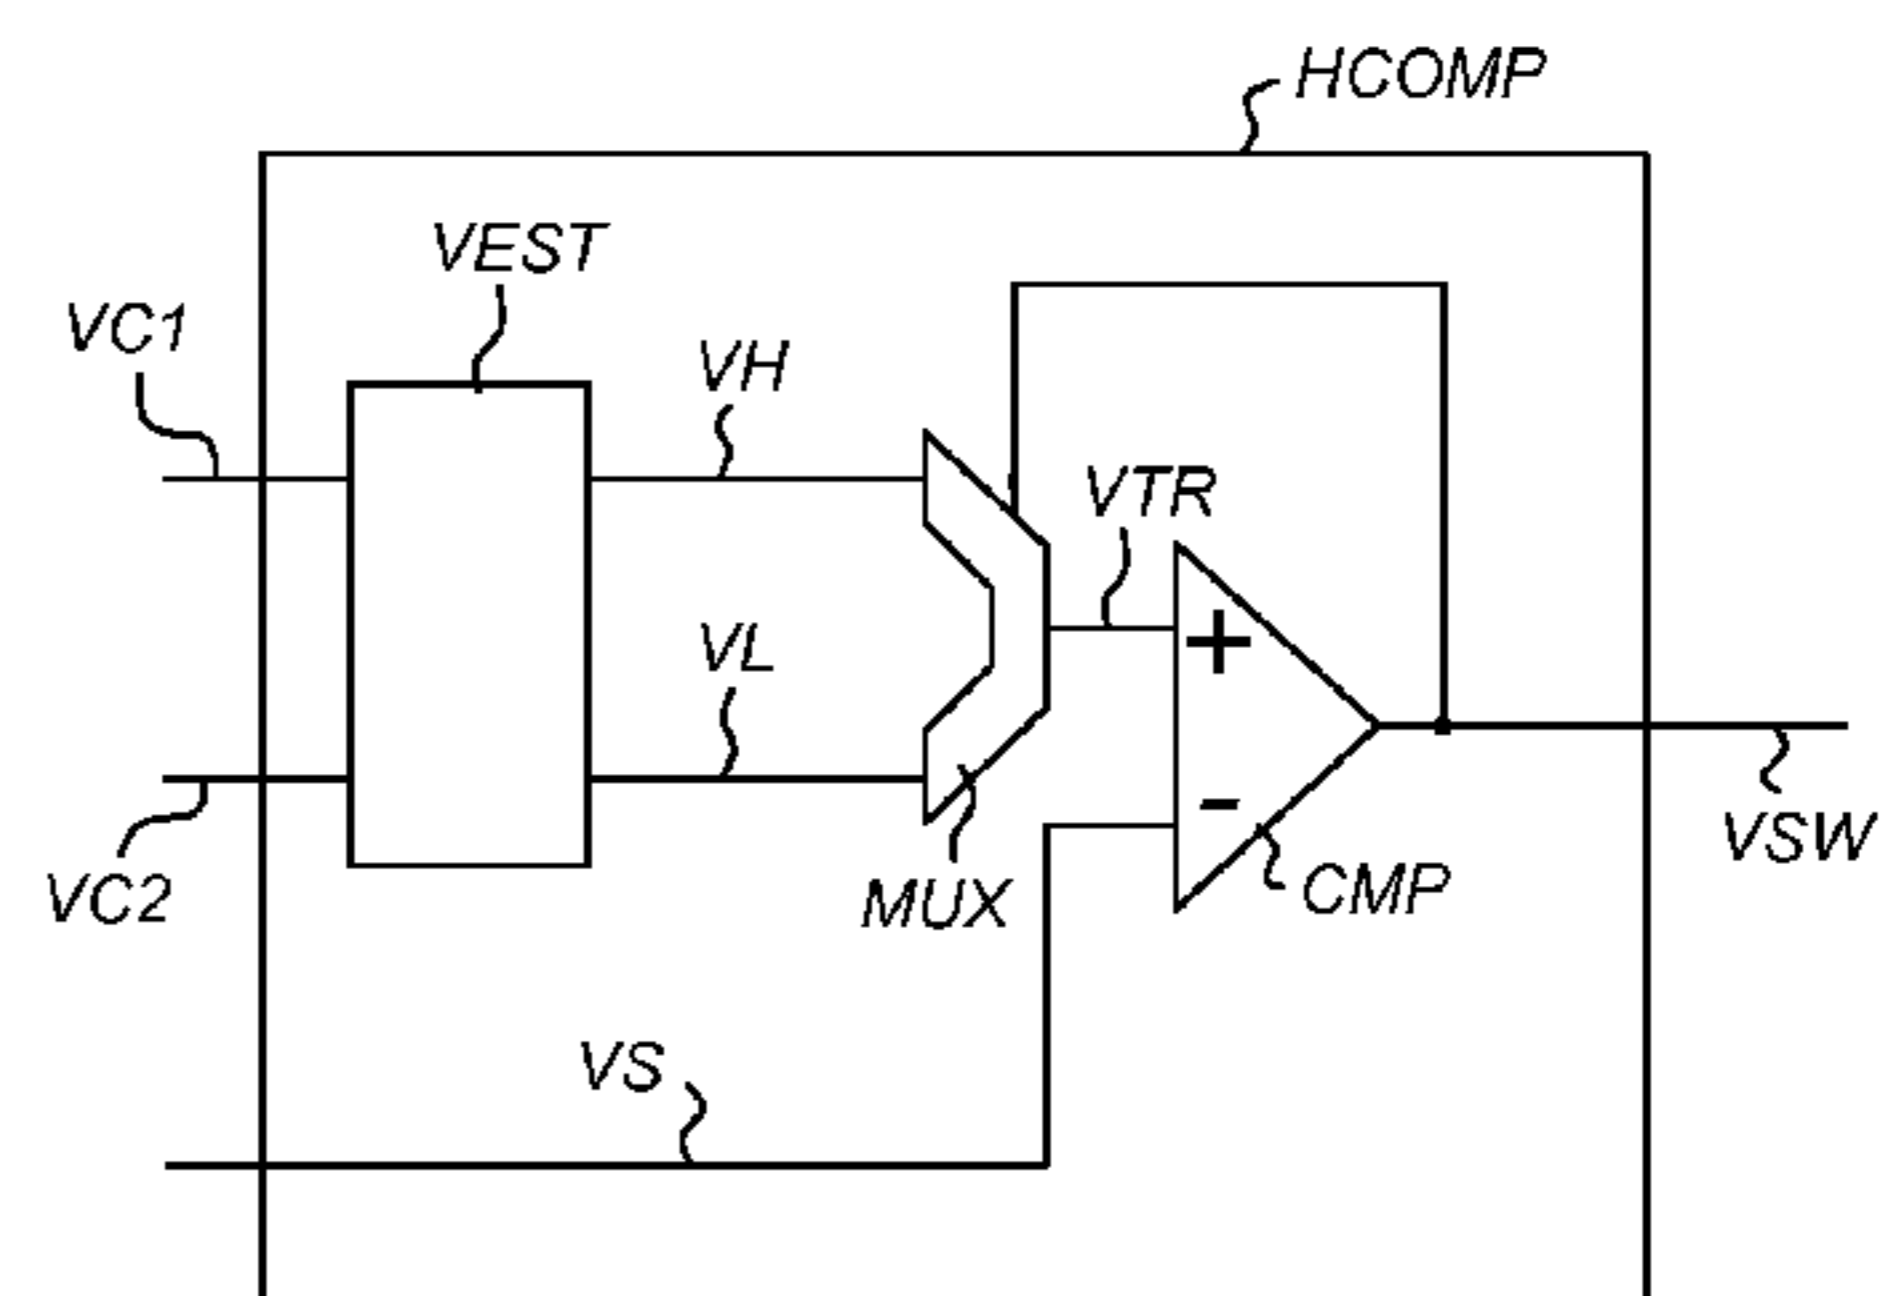 HCOMP
VEST
VC1
VH
VTR
+
VL
-
VSW
VC2
MUX
CMP
VS